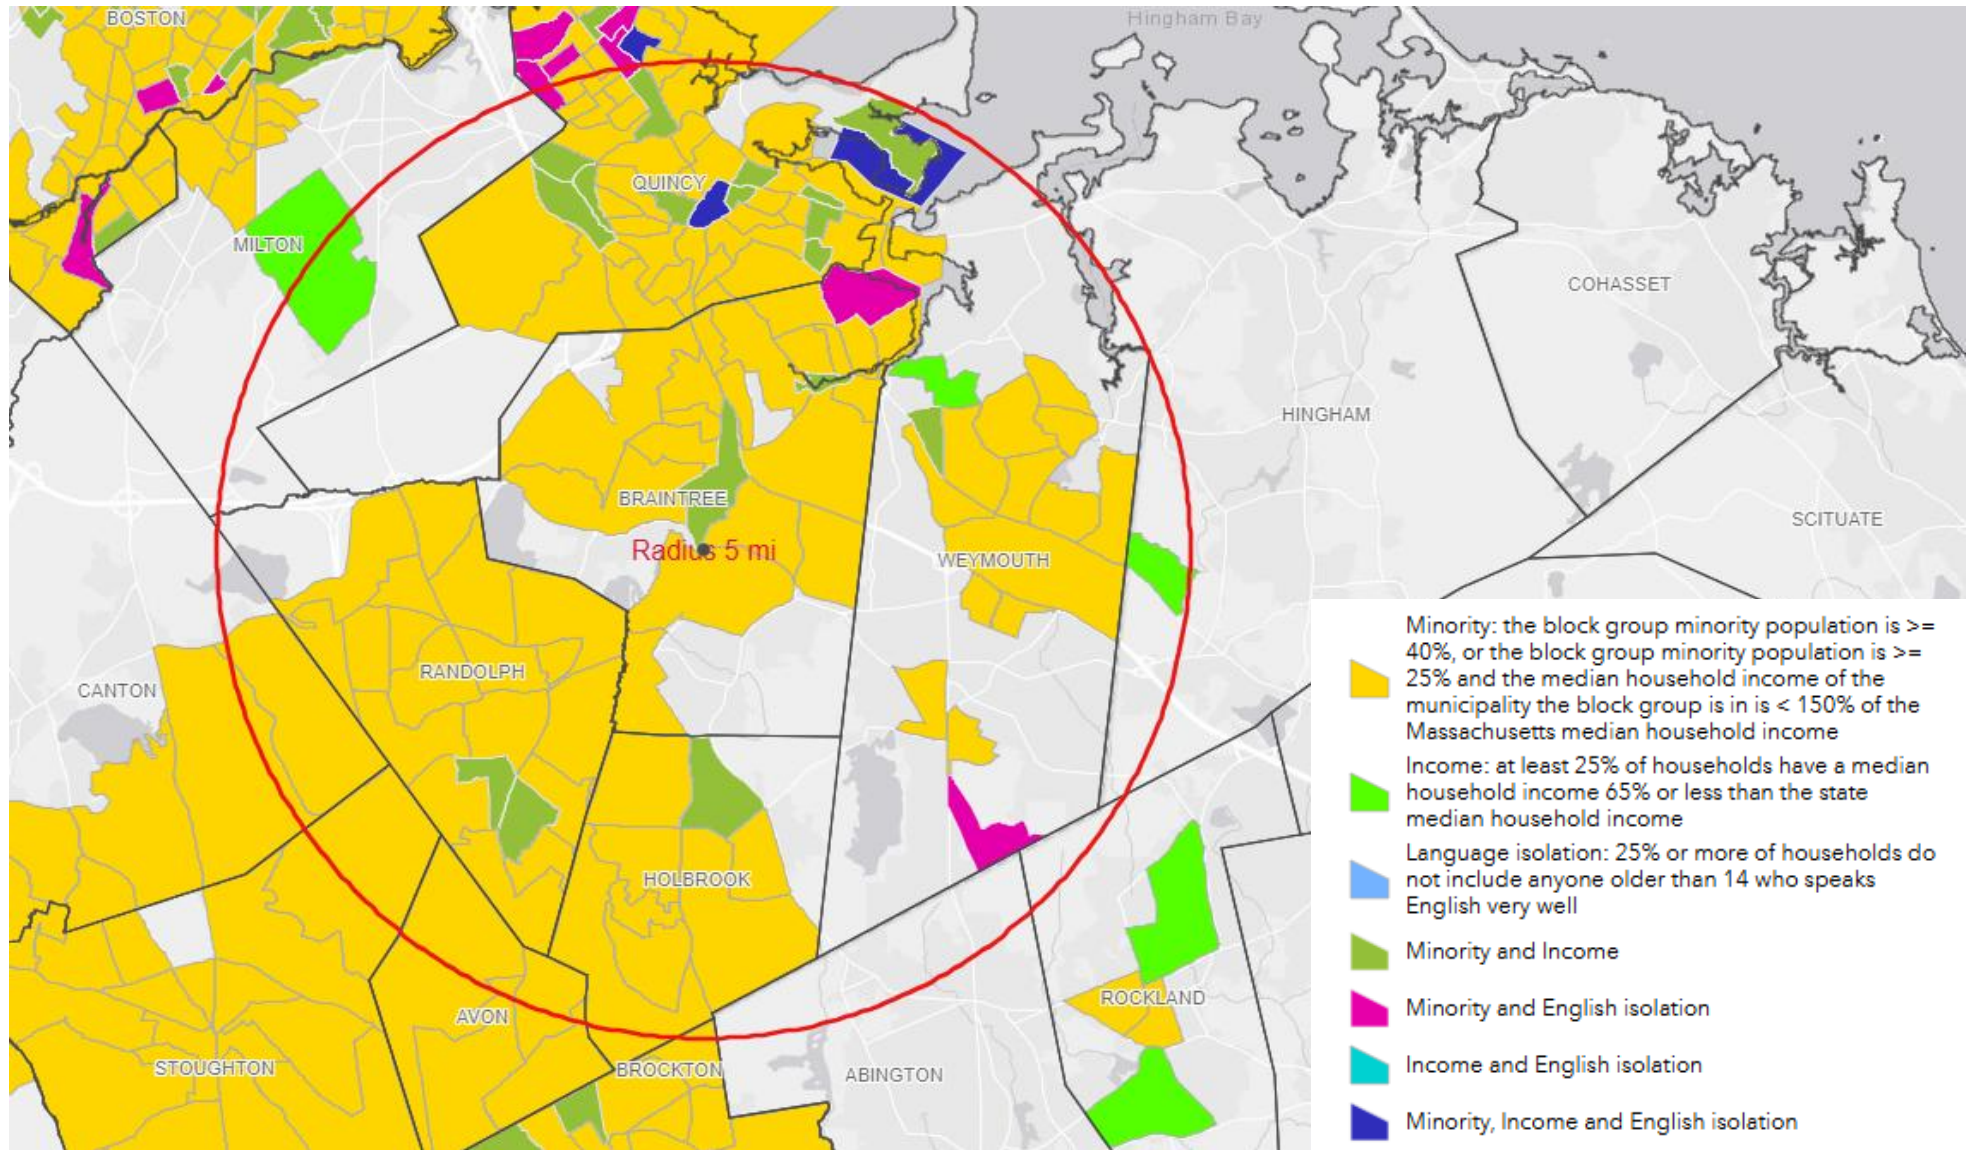 BOSTON
Hingham Bay
QUINCY
MILTON
COHASSET
HINGHAM
BRAINTREE
SCITUATE
Radius 5 mi
WEYMOUTH
RANDOLPH
CANTON
HOLBROOK
ROCKLAND
AVON
STOUGHTON
BROCKTON
ABINGTON
Minority: the block group minority population is >=
40%, or the block group minority population is >=
25% and the median household income of the
municipality the block group is in is < 150% of the
Massachusetts median household income
Income: at least 25% of households have a median
household income 65% or less than the state
median household income
Language isolation: 25% or more of households do
not include anyone older than 14 who speaks
English very well
Minority and Income
Minority and English isolation
Income and English isolation
Minority, Income and English isolation